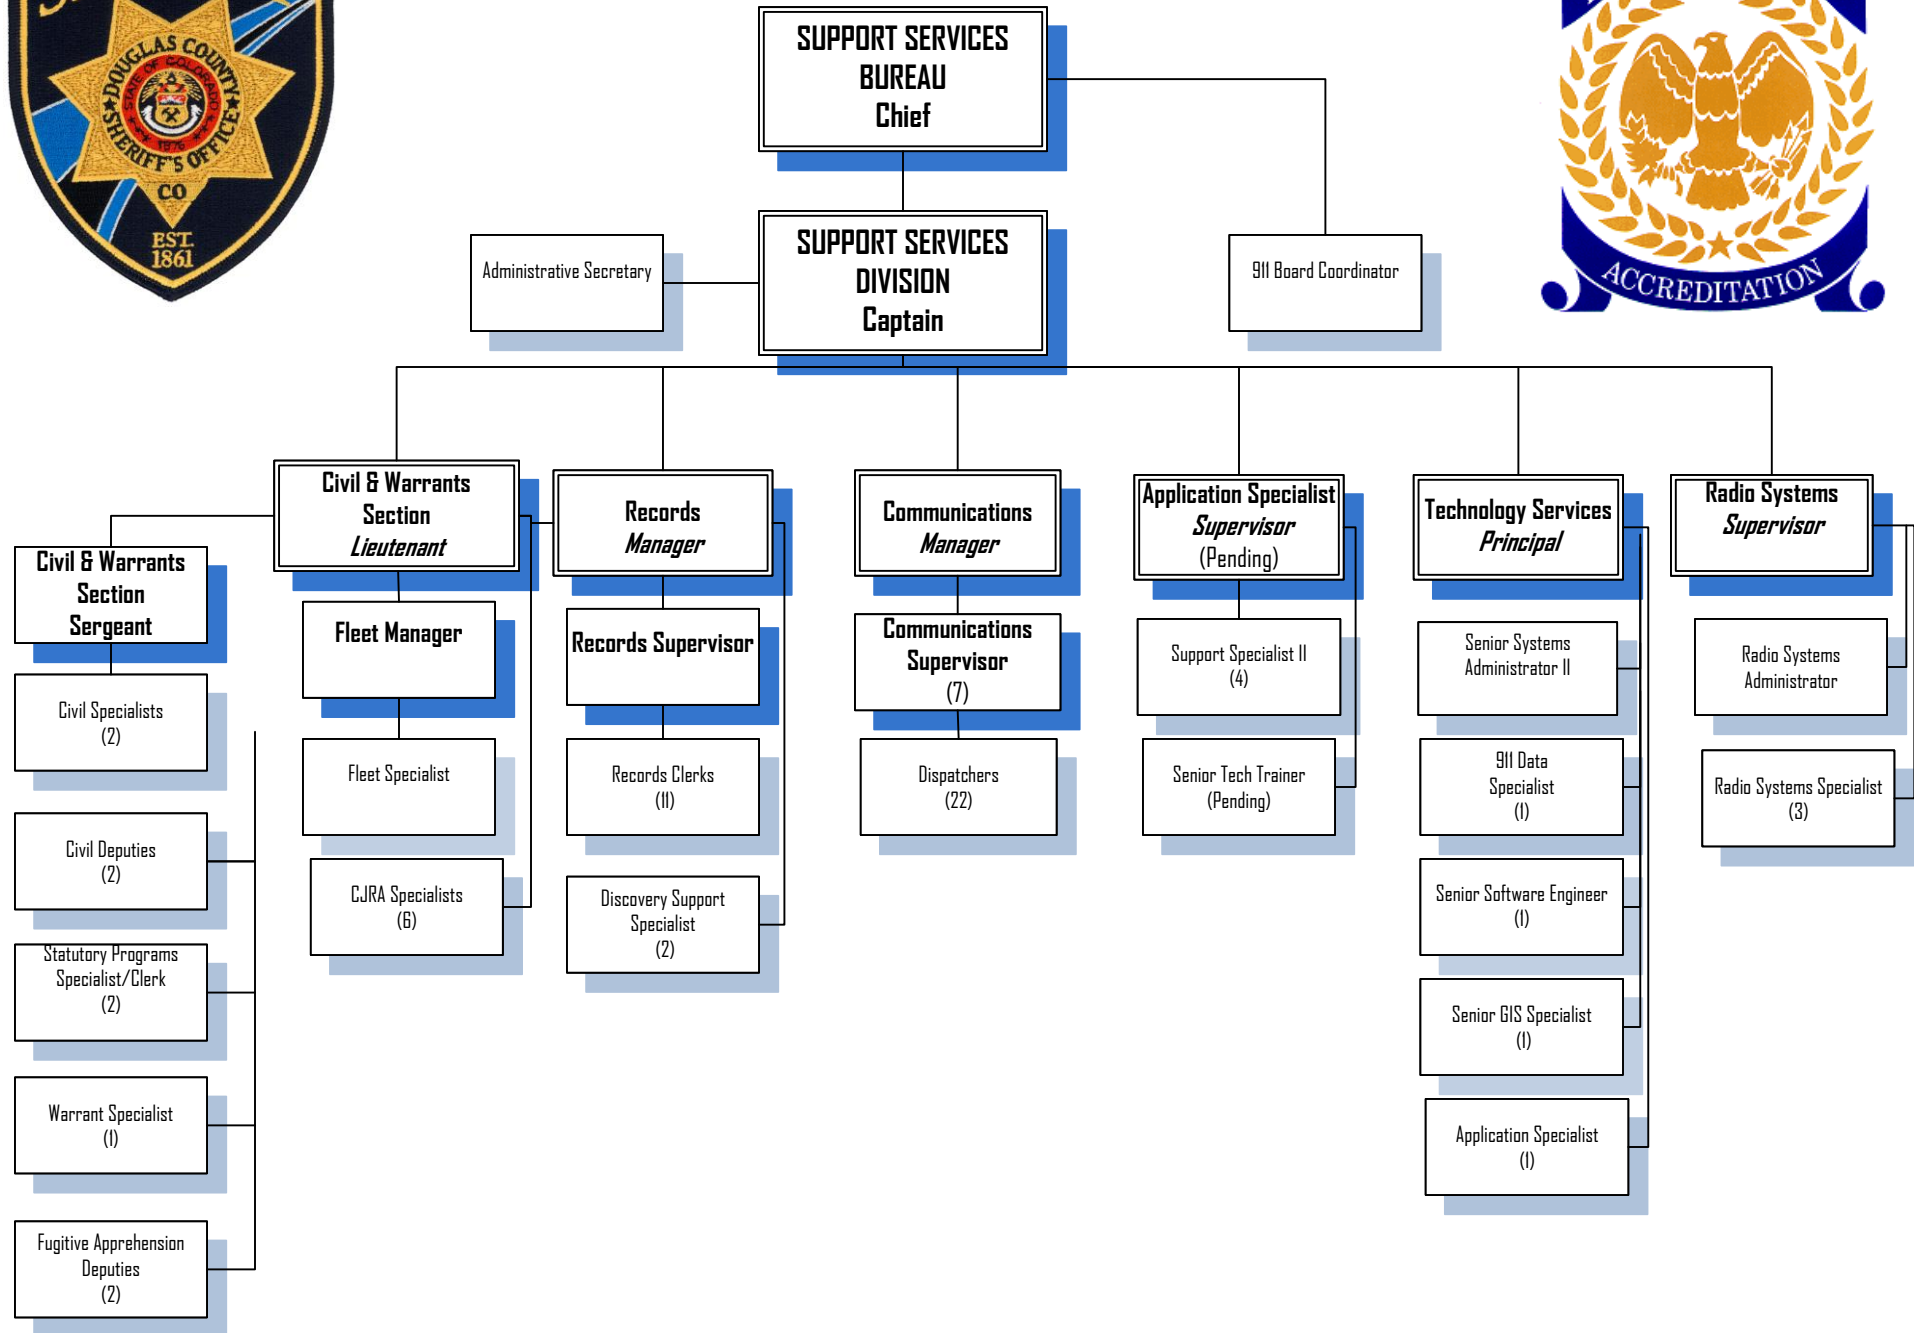 DOUGLAS COUNTY
STATE OF COLORADO
1876
SHERIFF'S OFFICE
CO
EST.
1861
ACCREDITATION
SUPPORT SERVICES
BUREAU
Chief
SUPPORT SERVICES
DIVISION
Captain
Administrative Secretary
911 Board Coordinator
Civil & Warrants
Section
Lieutenant
Records
Manager
Communications
Manager
Application Specialist
Supervisor
(Pending)
Technology Services
Principal
Radio Systems
Supervisor
Civil & Warrants
Section
Sergeant
Civil Specialists
(2)
Civil Deputies
(2)
Statutory Programs
Specialist/Clerk
(2)
Warrant Specialist
(1)
Fugitive Apprehension
Deputies
(2)
Fleet Manager
Fleet Specialist
CJRA Specialists
(6)
Records Supervisor
Records Clerks
(11)
Discovery Support
Specialist
(2)
Communications
Supervisor
(7)
Dispatchers
(22)
Support Specialist II
(4)
Senior Tech Trainer
(Pending)
Senior Systems
Administrator II
911 Data
Specialist
(1)
Senior Software Engineer
(1)
Senior GIS Specialist
(1)
Application Specialist
(1)
Radio Systems
Administrator
Radio Systems Specialist
(3)